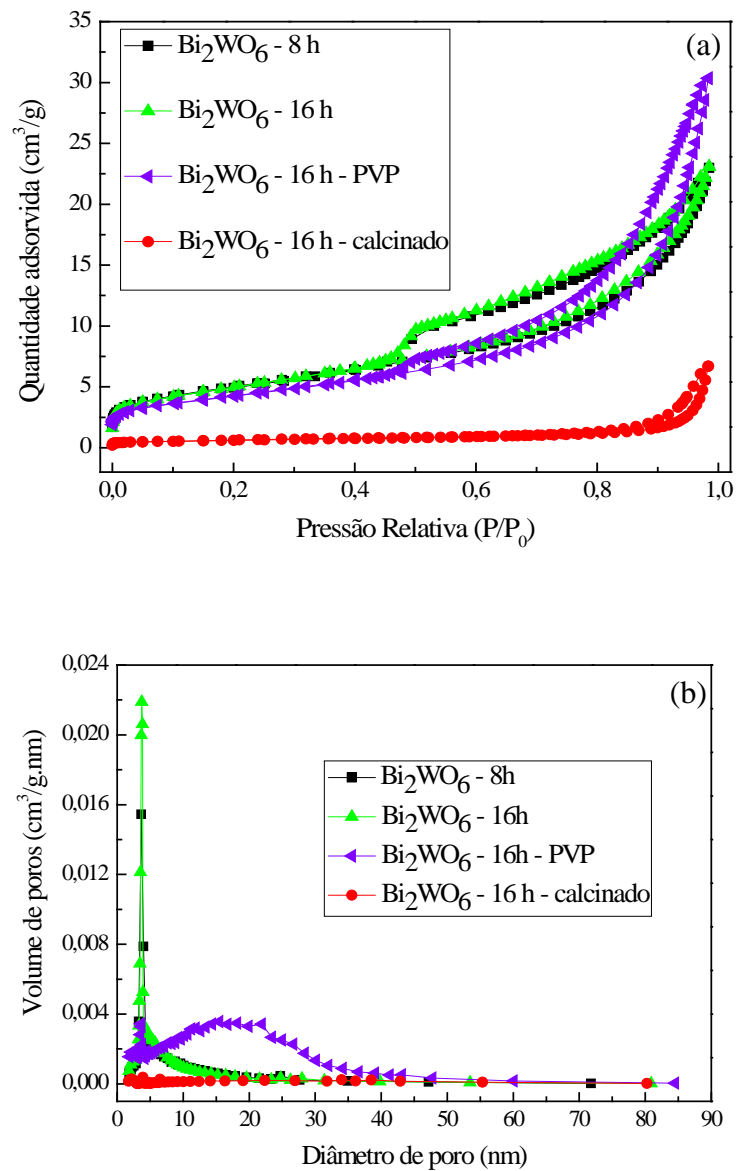 (a)
Bi2WO6 - 8 h
Bi2WO6 - 16 h
Bi2WO6 - 16 h - PVP
Bi2WO6 - 16 h - calcinado
Quantidade adsorvida (cm³/g)
35
30
25
20
15
10
5
0
0,0 0,2 0,4 0,6 0,8 1,0
Pressão Relativa (P/P0)
(b)
Bi2WO6 - 8h
Bi2WO6 - 16h
Bi2WO6 - 16h - PVP
Bi2WO6 - 16 h - calcinado
Volume de poros (cm³/g.nm)
0,024
0,020
0,016
0,012
0,008
0,004
0,000
0 10 20 30 40 50 60 70 80 90
Diâmetro de poro (nm)